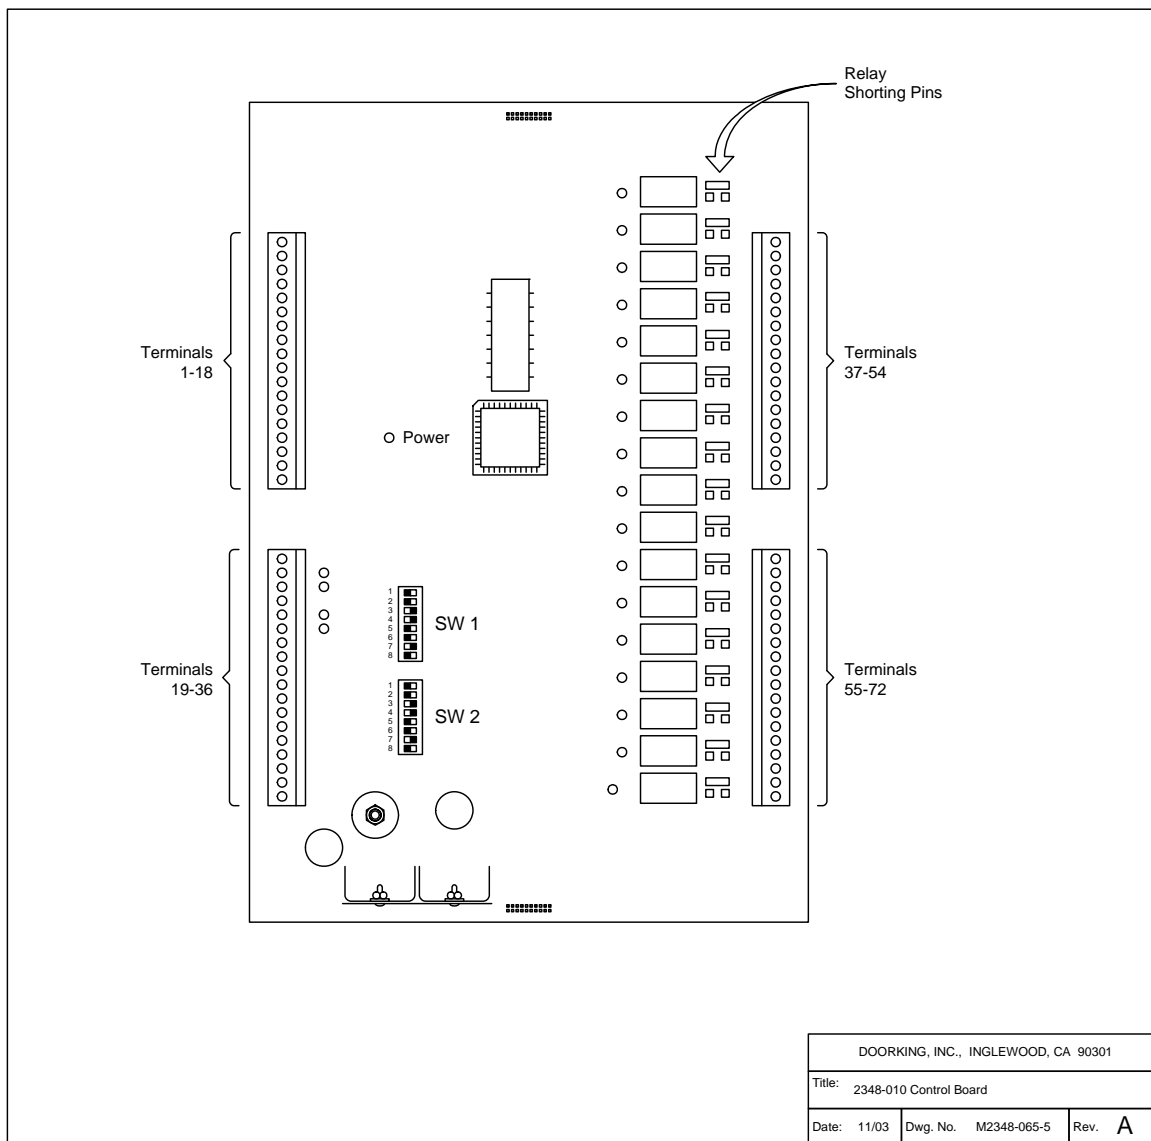 Relay
Shorting Pins
Terminals
1-18
Terminals
37-54
Power
1
2
3
4
5
6
7
8
SW 1
Terminals
19-36
Terminals
55-72
1
2
3
4
5
6
7
8
SW 2
DOORKING, INC., INGLEWOOD, CA 90301
Title: 2348-010 Control Board
Date: 11/03 Dwg. No. M2348-065-5 Rev. A